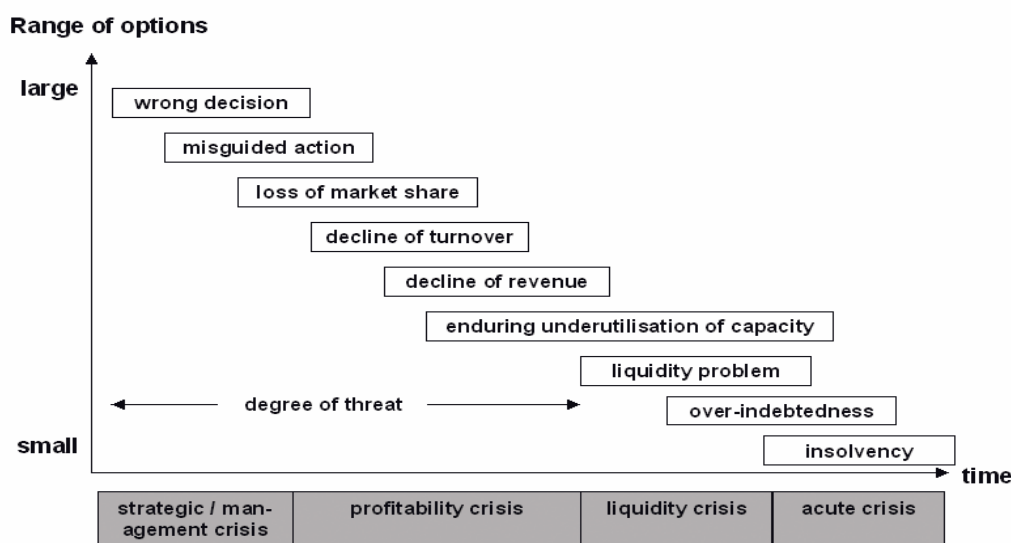 Range of options
large
wrong decision
misguided action
loss of market share
decline of turnover
decline of revenue
enduring underutilisation of capacity
liquidity problem
degree of threat
over-indebtedness
small
insolvency
time
strategic / man-
agement crisis
profitability crisis
liquidity crisis
acute crisis